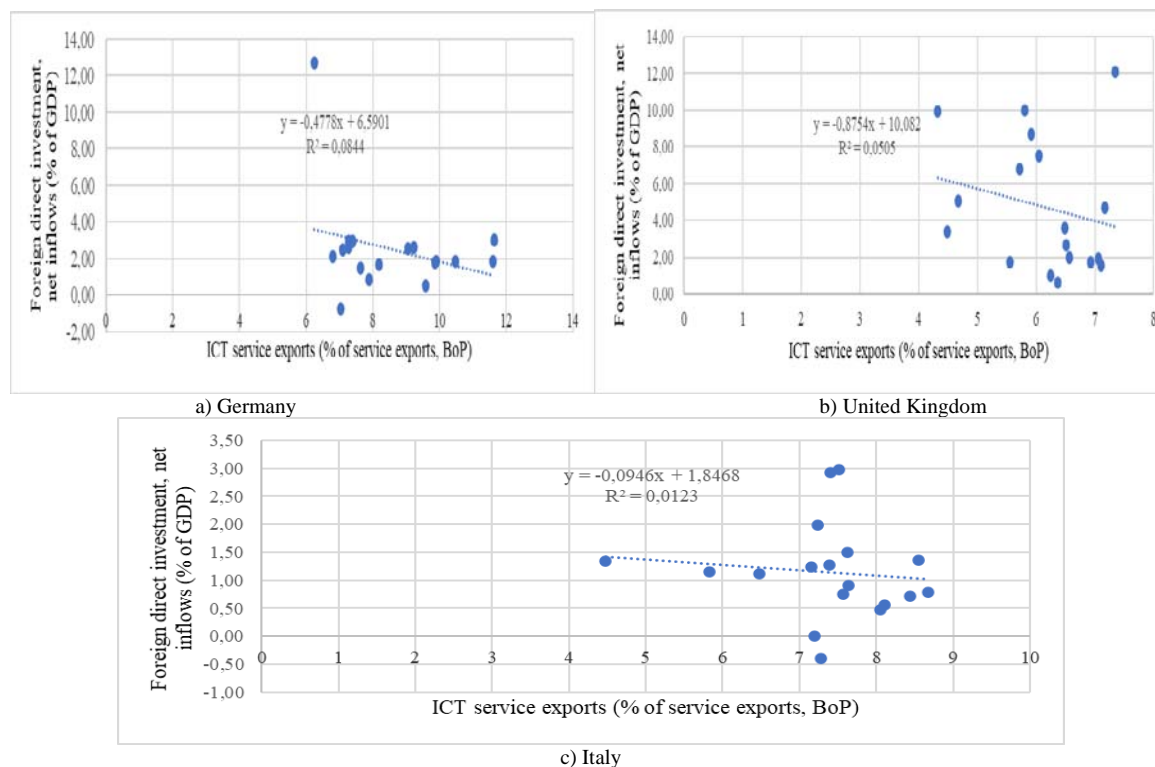 14,00
12,00
10,00
8,00
6,00
4,00
2,00
0,00
-2,00
Foreign direct investment,
net inflows (% of GDP)
y = -0,4778x + 6,5901
R² = 0,0844
0 2 4 6 8 10 12 14
ICT service exports (% of service exports, BoP)
a) Germany
14,00
12,00
10,00
8,00
6,00
4,00
2,00
0,00
Foreign direct investment, net
inflows (% of GDP)
y = -0,8754x + 10,082
R² = 0,0505
0 1 2 3 4 5 6 7 8
ICT service exports (% of service exports, BoP)
b) United Kingdom
3,50
3,00
2,50
2,00
1,50
1,00
0,50
0,00
-0,50
-1,00
Foreign direct investment, net
inflows (% of GDP)
y = -0,0946x + 1,8468
R² = 0,0123
0 1 2 3 4 5 6 7 8 9 10
ICT service exports (% of service exports, BoP)
c) Italy